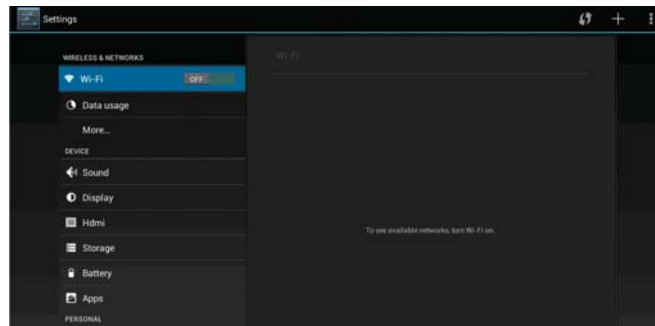 Settings
WIRELESS & NETWORKS
Wi-Fi OFF
Data usage
More...
DEVICE
Sound
Display
Hdmi
Storage
Battery
Apps
PERSONAL
Wi-Fi
To see available networks, turn Wi-Fi on.